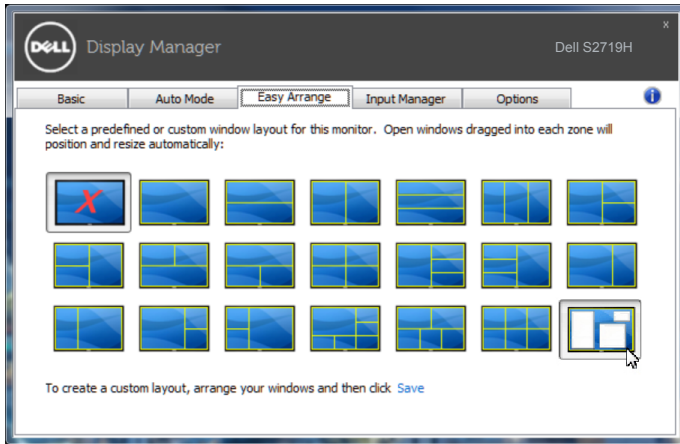 DELL Display Manager
x
Dell S2719H
Basic Auto Mode Easy Arrange Input Manager Options i
Select a predefined or custom window layout for this monitor. Open windows dragged into each zone will
position and resize automatically:
X
To create a custom layout, arrange your windows and then click Save